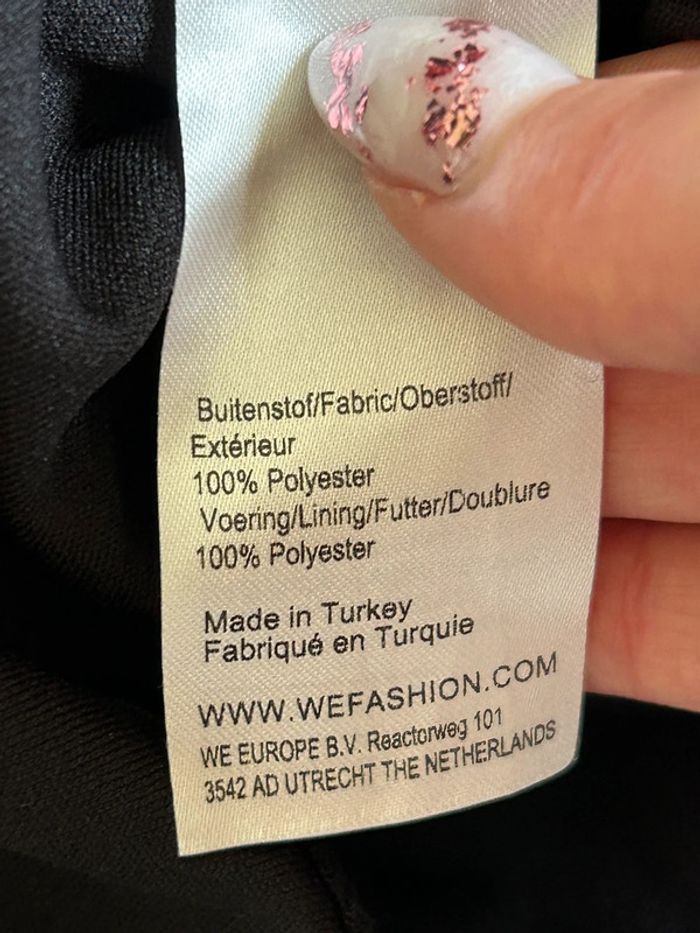 Buitenstof/Fabric/Oberstoff/
Extérieur
100% Polyester
Voering/Lining/Futter/Doublure
100% Polyester
Made in Turkey
Fabriqué en Turquie
WWW.WEFASHION.COM
WE EUROPE B.V. Reactorweg 101
3542 AD UTRECHT THE NETHERLANDS